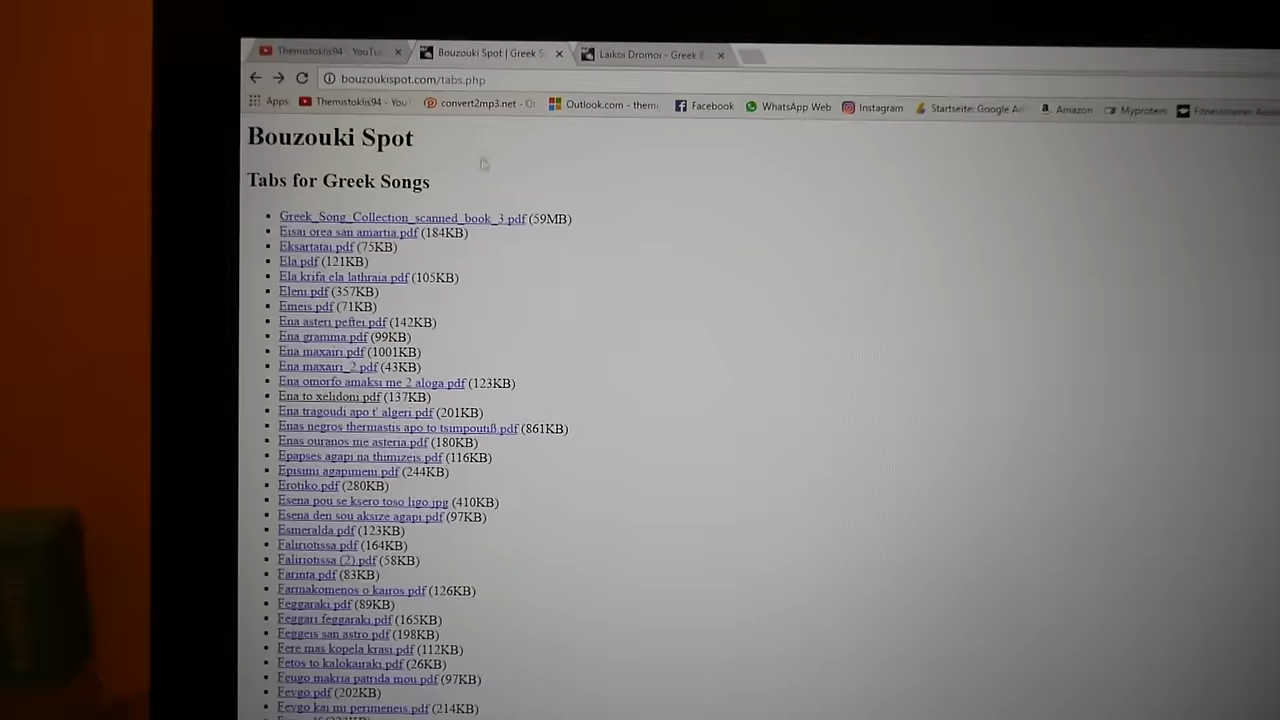 Themistoklis94 - YouTu
Bouzouki Spot | Greek S
Laikoi Dromoi - Greek
bouzoukispot.com/tabs.php
Apps
Themistoklis94 - You
convert2mp3.net - O
Outlook.com - themi
Facebook
WhatsApp Web
Instagram
Startseite: Google A
Amazon
Myprotein
Bouzouki Spot
Tabs for Greek Songs
Greek_Song_Collection_scanned_book_3.pdf (59MB)
Eisai orea san amartia.pdf (184KB)
Eksartatai.pdf (75KB)
Ela.pdf (121KB)
Ela krifa ela lathraia.pdf (105KB)
Eleni.pdf (357KB)
Emeis.pdf (71KB)
Ena asteri peftei.pdf (142KB)
Ena gramma.pdf (99KB)
Ena maxairi.pdf (1001KB)
Ena maxairi_2.pdf (43KB)
Ena omorfo amaksi me 2 aloga.pdf (123KB)
Ena to xelidoni.pdf (137KB)
Ena tragoudi apo t' algeri.pdf (201KB)
Enas negros thermastis apo to tsimpoutiß.pdf (861KB)
Enas ouranos me asteria.pdf (180KB)
Epapses agapi na thimizeis.pdf (116KB)
Episimi agapimeni.pdf (244KB)
Erotiko.pdf (280KB)
Esena pou se ksero toso ligo.jpg (410KB)
Esena den sou aksize agapi.pdf (97KB)
Esmeralda.pdf (123KB)
Faliriotissa.pdf (164KB)
Faliriotissa (2).pdf (58KB)
Farinta.pdf (83KB)
Farmakomenos o kairos.pdf (126KB)
Feggaraki.pdf (89KB)
Feggari feggaraki.pdf (165KB)
Feggeis san astro.pdf (198KB)
Fere mas kopela krasi.pdf (112KB)
Fetos to kalokairaki.pdf (26KB)
Feugo makria patrida mou.pdf (97KB)
Fevgo.pdf (202KB)
Fevgo kai mi perimeneis.pdf (214KB)